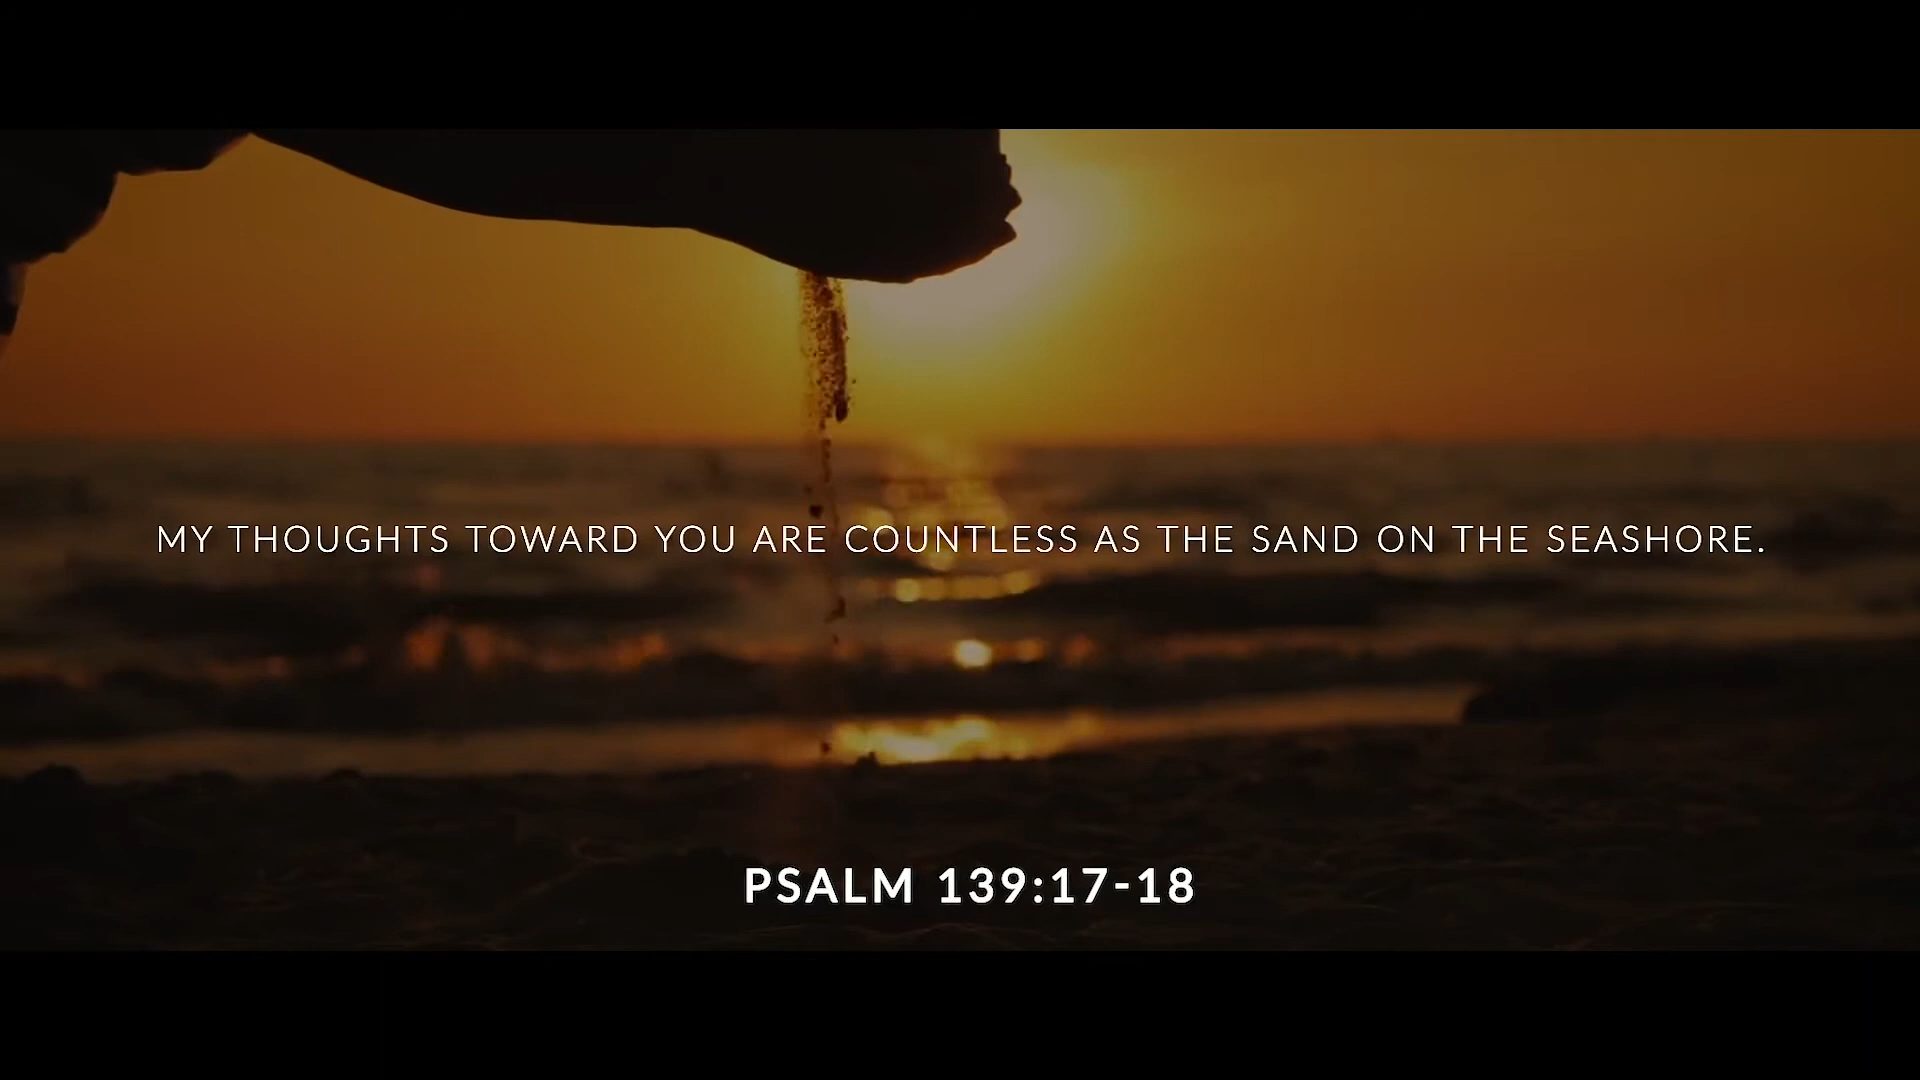 MY THOUGHTS TOWARD YOU ARE COUNTLESS AS THE SAND ON THE SEASHORE.
PSALM 139:17-18